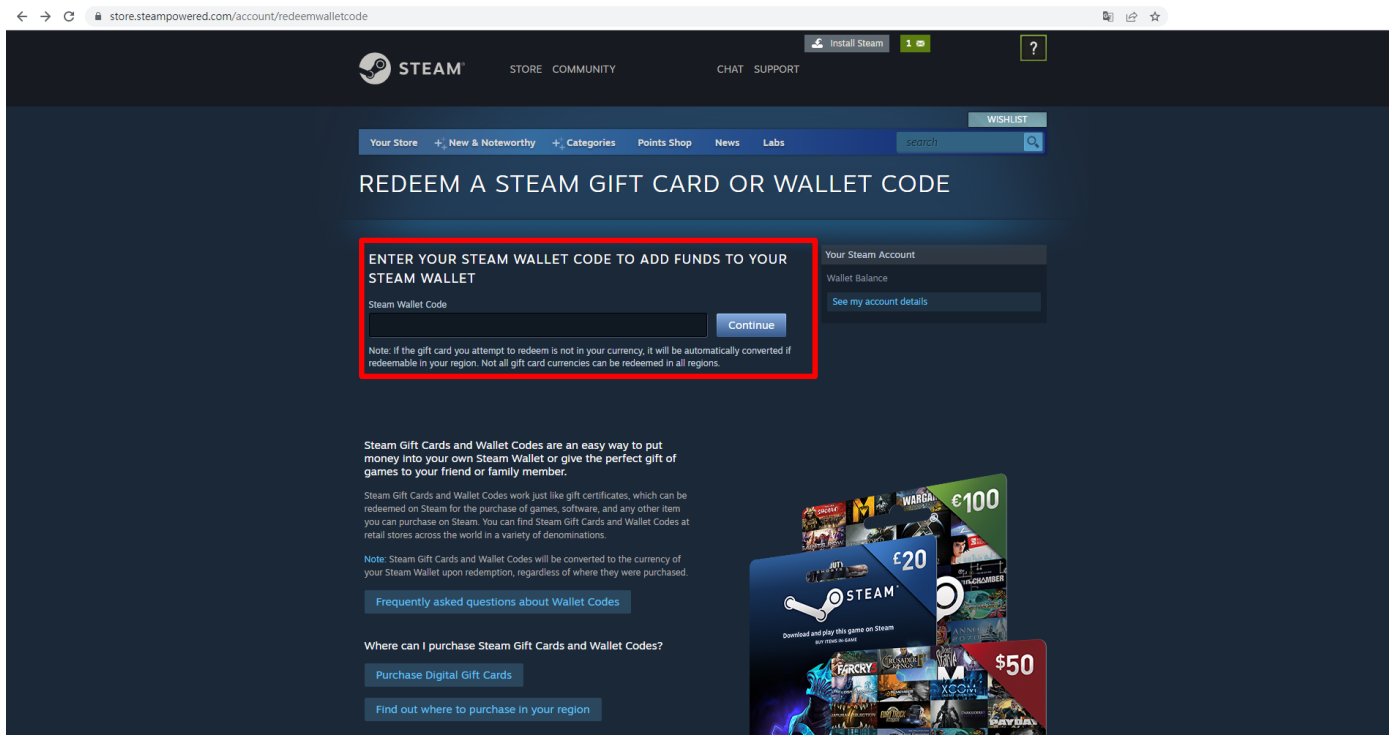 store.steampowered.com/account/redeemwalletcode
Install Steam
1
?
STEAM®
STORE COMMUNITY CHAT SUPPORT
WISHLIST
Your Store New & Noteworthy Categories Points Shop News Labs search
REDEEM A STEAM GIFT CARD OR WALLET CODE
ENTER YOUR STEAM WALLET CODE TO ADD FUNDS TO YOUR
STEAM WALLET
Steam Wallet Code
Continue
Note: If the gift card you attempt to redeem is not in your currency, it will be automatically converted if
redeemable in your region. Not all gift card currencies can be redeemed in all regions.
Your Steam Account
Wallet Balance
See my account details
Steam Gift Cards and Wallet Codes are an easy way to put
money into your own Steam Wallet or give the perfect gift of
games to your friend or family member.
Steam Gift Cards and Wallet Codes work just like gift certificates, which can be
redeemed on Steam for the purchase of games, software, and any other item
you can purchase on Steam. You can find Steam Gift Cards and Wallet Codes at
retail stores across the world in a variety of denominations.
Note: Steam Gift Cards and Wallet Codes will be converted to the currency of
your Steam Wallet upon redemption, regardless of where they were purchased.
Frequently asked questions about Wallet Codes
Where can I purchase Steam Gift Cards and Wallet Codes?
Purchase Digital Gift Cards
Find out where to purchase in your region
€100
£20
STEAM
Download and play this game on Steam
BUY ITEMS IN-GAME
$50
FARCRY3
CRUSADER
KINGS II
XCOM
PAYDAY